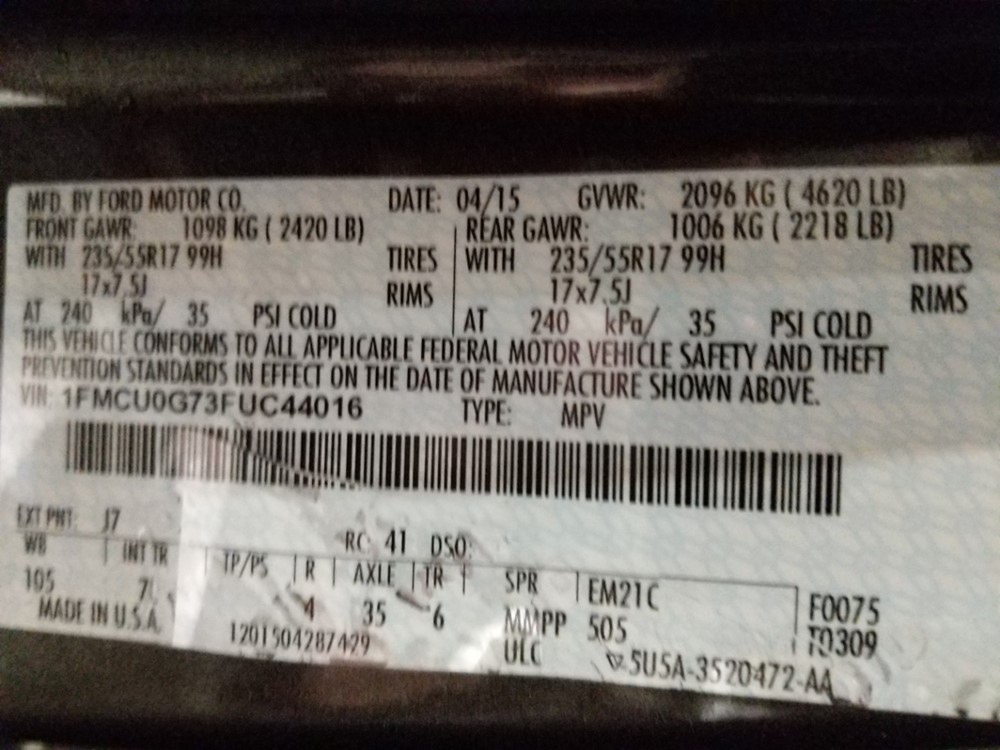 MFD. BY FORD MOTOR CO. DATE: 04/15 GVWR: 2096 KG ( 4620 LB)
FRONT GAWR: 1098 KG ( 2420 LB) REAR GAWR: 1006 KG ( 2218 LB)
WITH 235/55R17 99H TIRES WITH 235/55R17 99H TIRES
17x7.5J RIMS 17x7.5J RIMS
AT 240 kPa/ 35 PSI COLD AT 240 kPa/ 35 PSI COLD
THIS VEHICLE CONFORMS TO ALL APPLICABLE FEDERAL MOTOR VEHICLE SAFETY AND THEFT
PREVENTION STANDARDS IN EFFECT ON THE DATE OF MANUFACTURE SHOWN ABOVE.
VIN: 1FMCU0G73FUC44016 TYPE: MPV
EXT PNT: J7 RC: 41 DSO:
WB INT TR TP/PS R AXLE TR SPR EM21C F0075
105 7L 4 35 6 MMPP 505 T0309
MADE IN U.S.A. 1201504287429 ULC 5U5A-3520472-AA